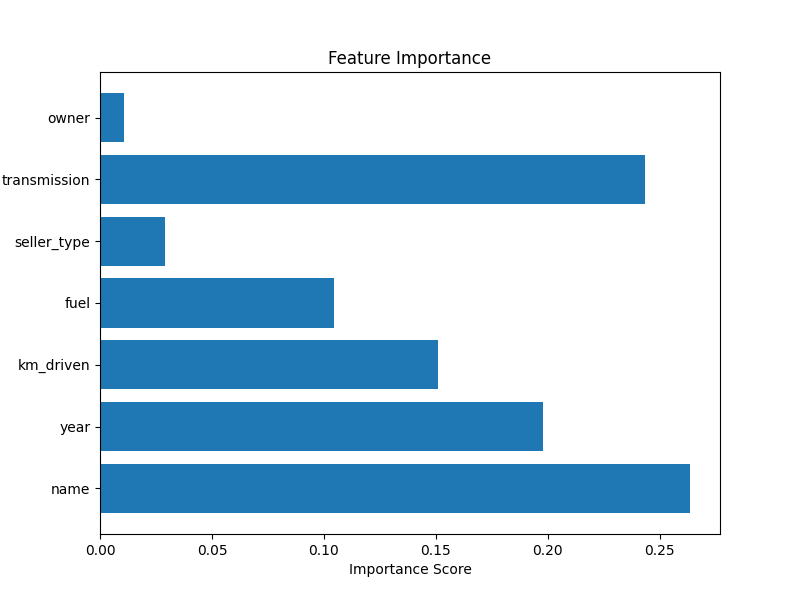 Feature Importance
owner
transmission
seller_type
fuel
km_driven
year
name
0.00 0.05 0.10 0.15 0.20 0.25
Importance Score